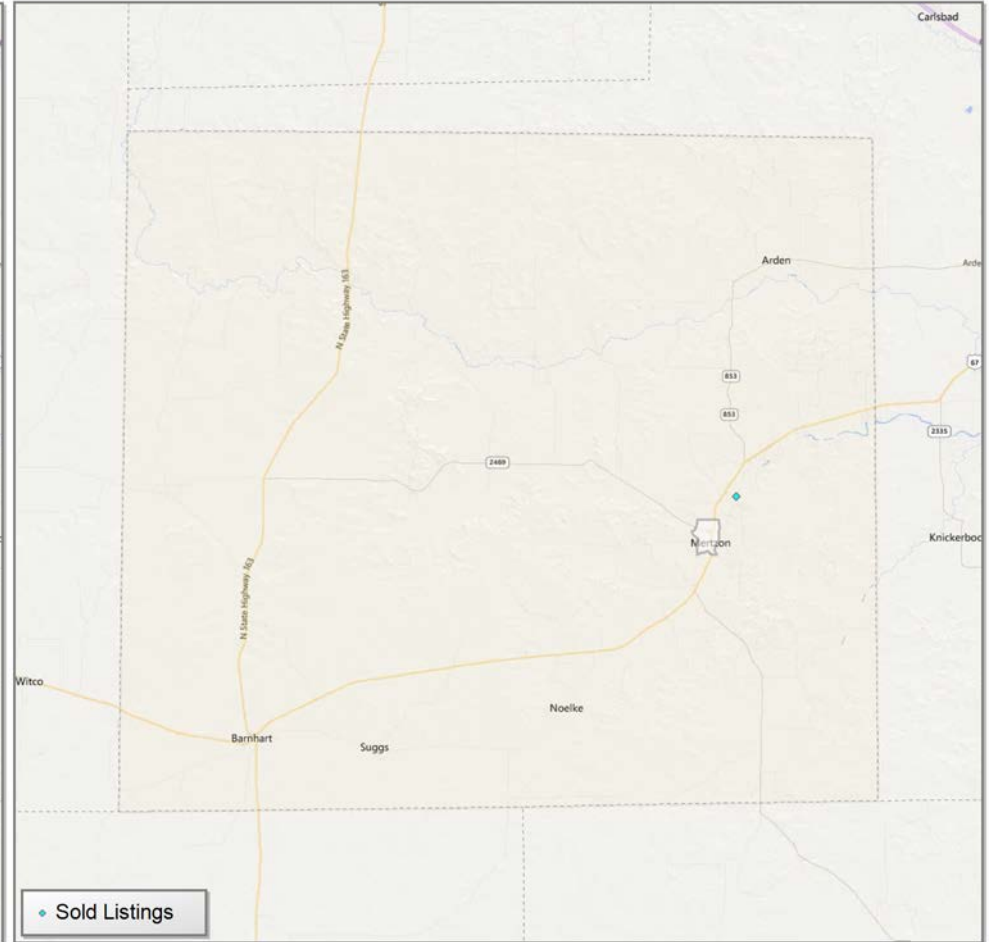 Carlsbad
N State Highway 163
Arden
Arde
853
67
853
2335
2469
Mertzon
Knickerboc
N State Highway 163
Witco
Noelke
Barnhart
Suggs
Sold Listings